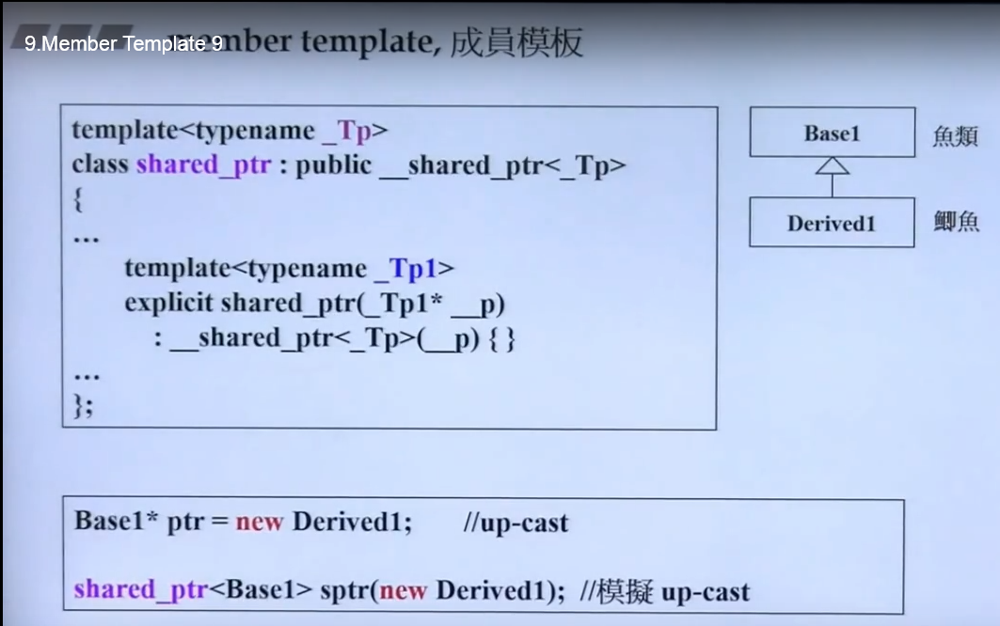 9.Member Template 9
member template, 成員模板
template<typename _Tp>
class shared_ptr : public __shared_ptr<_Tp>
{
...
template<typename _Tp1>
explicit shared_ptr(_Tp1* __p)
: __shared_ptr<_Tp>(__p) { }
...
};
Base1
魚類
Derived1
鯽魚
Base1* ptr = new Derived1; //up-cast
shared_ptr<Base1> sptr(new Derived1); //模擬 up-cast